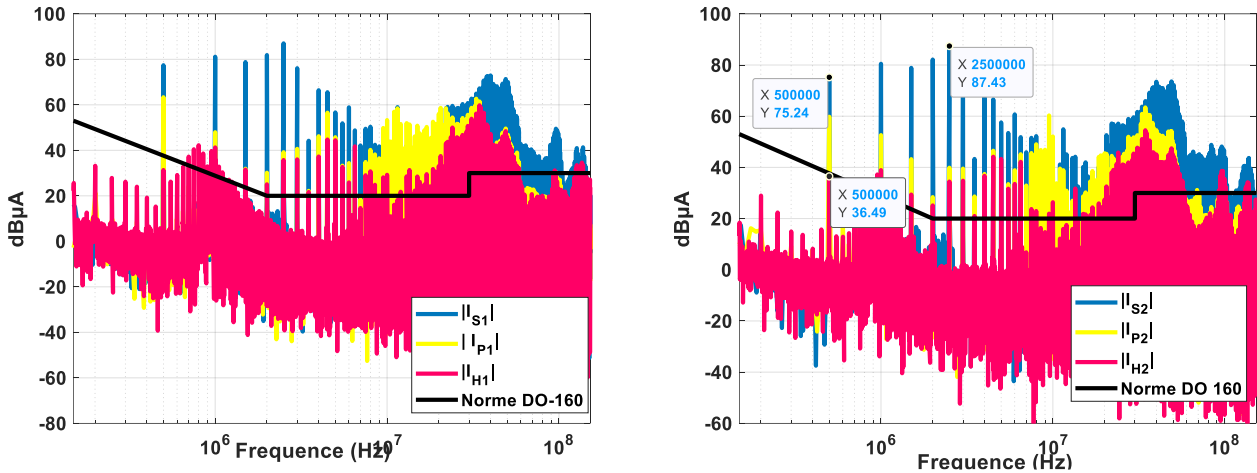 100
80
60
40
20
0
-20
-40
-60
-80
dBµA
10^6
10^7
10^8
Frequence (Hz)
|I_S1|
| I_P1|
|I_H1|
Norme DO-160
100
80
60
40
20
0
-20
-40
-60
dBµA
X 500000
Y 75.24
X 2500000
Y 87.43
X 500000
Y 36.49
10^6
10^7
10^8
Frequence (Hz)
|I_S2|
|I_P2|
|I_H2|
Norme DO 160